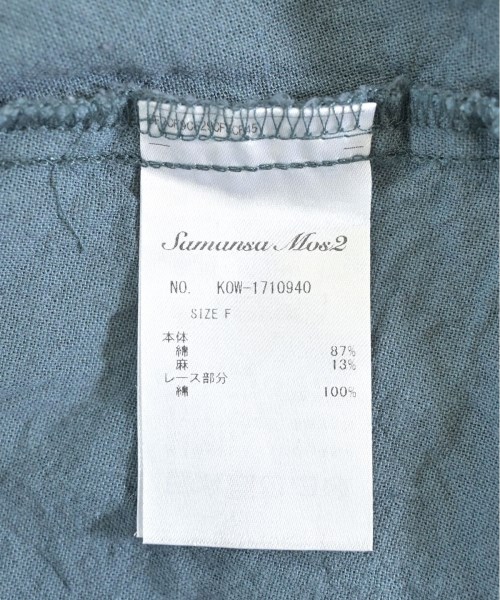 Samansa Mos2
NO. KOW-1710940
SIZE F
本体
綿 87%
麻 13%
レース部分
綿 100%